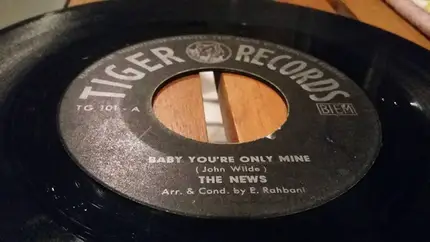 TIGER RECORDS
TG 101 - A
BIEM
BABY YOU'RE ONLY MINE
(John Wilde)
THE NEWS
Arr. & Cond. by E. Rahbani